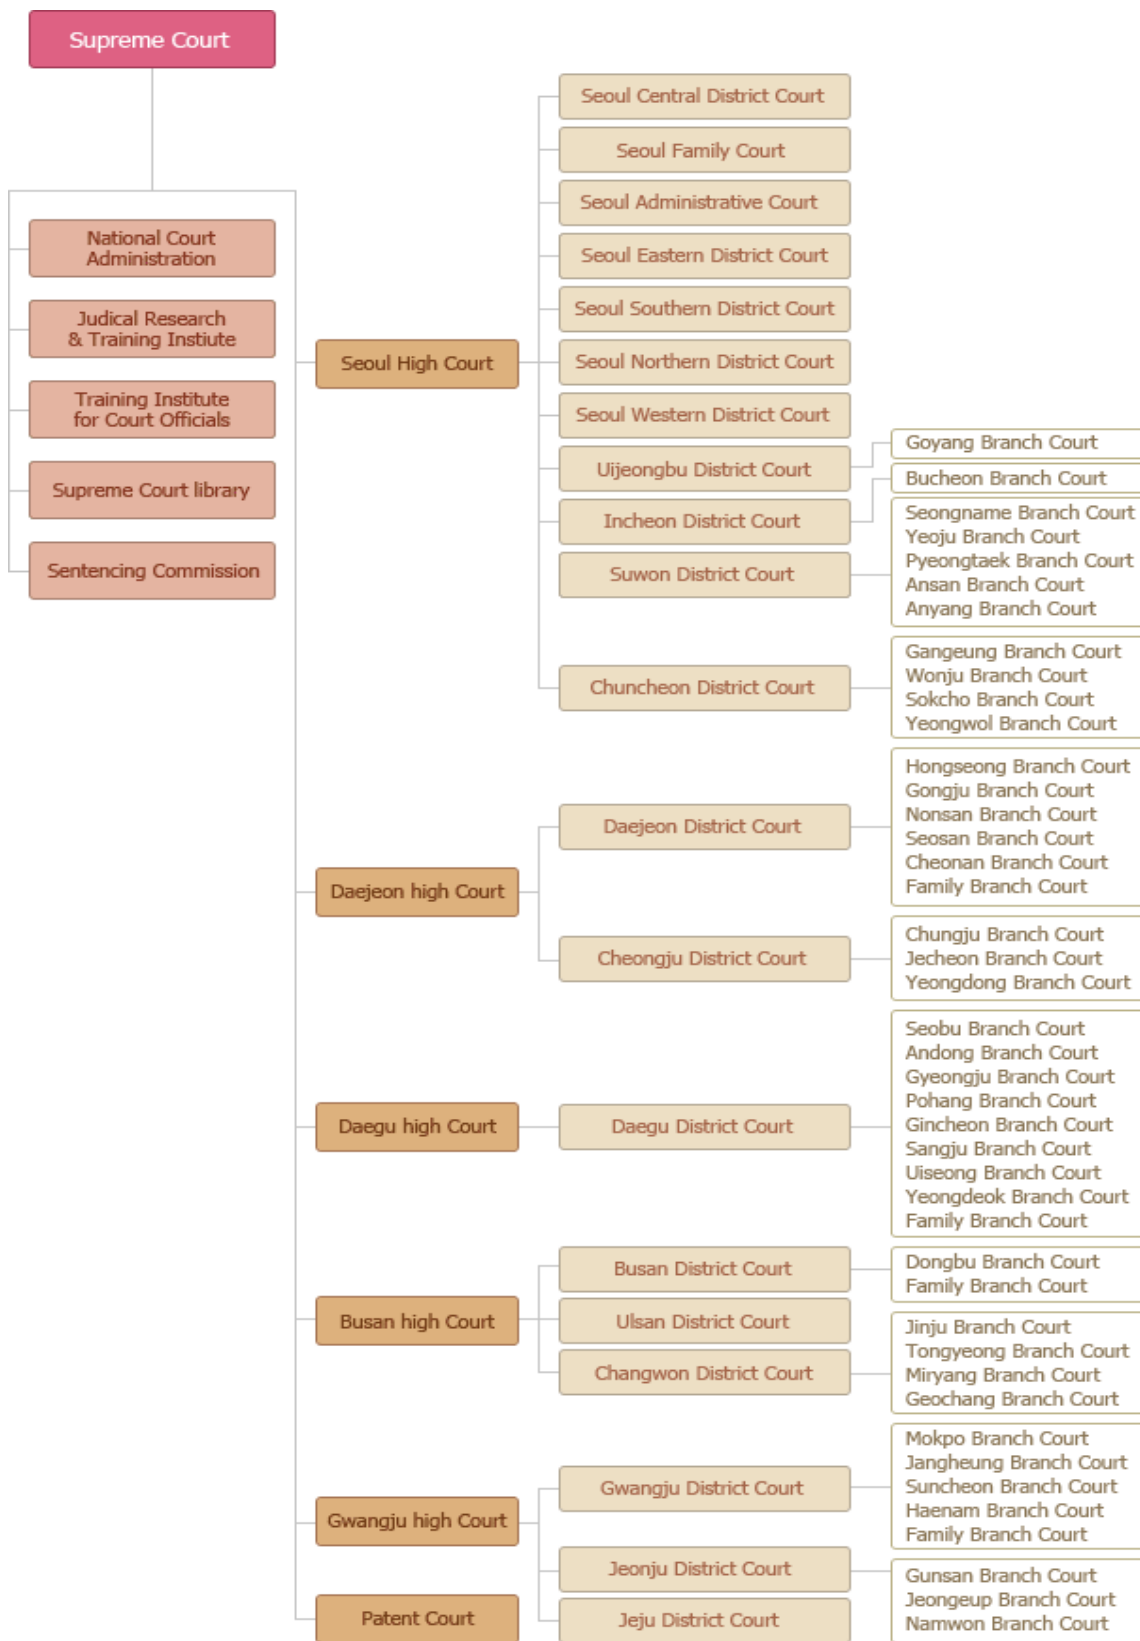 Supreme Court
National Court
Administration
Judical Research
& Training Instiute
Training Institute
for Court Officials
Supreme Court library
Sentencing Commission
Seoul High Court
Seoul Central District Court
Seoul Family Court
Seoul Administrative Court
Seoul Eastern District Court
Seoul Southern District Court
Seoul Northern District Court
Seoul Western District Court
Uijeongbu District Court
Goyang Branch Court
Incheon District Court
Bucheon Branch Court
Suwon District Court
Seongname Branch Court
Yeoju Branch Court
Pyeongtaek Branch Court
Ansan Branch Court
Anyang Branch Court
Chuncheon District Court
Gangeung Branch Court
Wonju Branch Court
Sokcho Branch Court
Yeongwol Branch Court
Daejeon high Court
Daejeon District Court
Hongseong Branch Court
Gongju Branch Court
Nonsan Branch Court
Seosan Branch Court
Cheonan Branch Court
Family Branch Court
Cheongju District Court
Chungju Branch Court
Jecheon Branch Court
Yeongdong Branch Court
Daegu high Court
Daegu District Court
Seobu Branch Court
Andong Branch Court
Gyeongju Branch Court
Pohang Branch Court
Gincheon Branch Court
Sangju Branch Court
Uiseong Branch Court
Yeongdeok Branch Court
Family Branch Court
Busan high Court
Busan District Court
Dongbu Branch Court
Family Branch Court
Ulsan District Court
Changwon District Court
Jinju Branch Court
Tongyeong Branch Court
Miryang Branch Court
Geochang Branch Court
Gwangju high Court
Gwangju District Court
Mokpo Branch Court
Jangheung Branch Court
Suncheon Branch Court
Haenam Branch Court
Family Branch Court
Jeonju District Court
Gunsan Branch Court
Jeongeup Branch Court
Namwon Branch Court
Jeju District Court
Patent Court